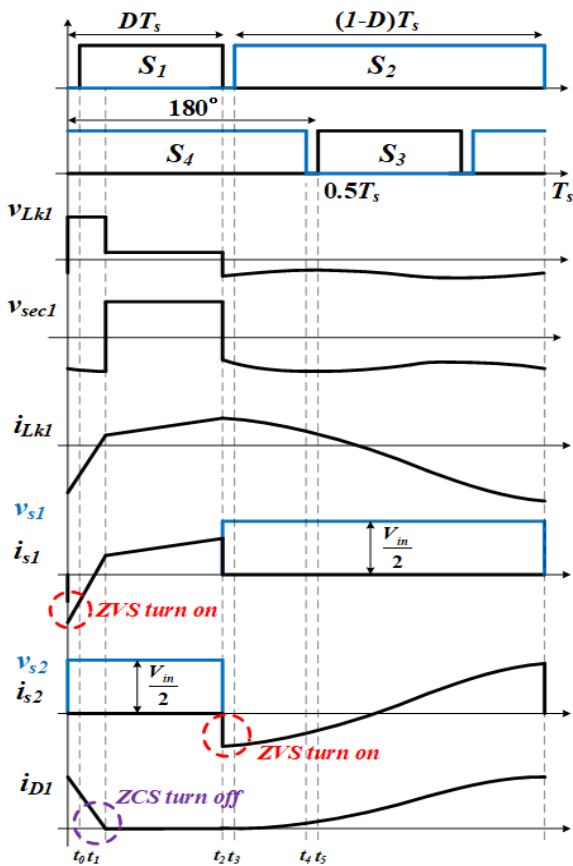 DTs (1-D)Ts
S1 S2
180°
S4 S3
0.5Ts Ts
vLk1
vsec1
iLk1
vs1
is1 Vin/2
ZVS turn on
vs2
is2 Vin/2
ZVS turn on
iD1 ZCS turn off
t0 t1 t2 t3 t4 t5